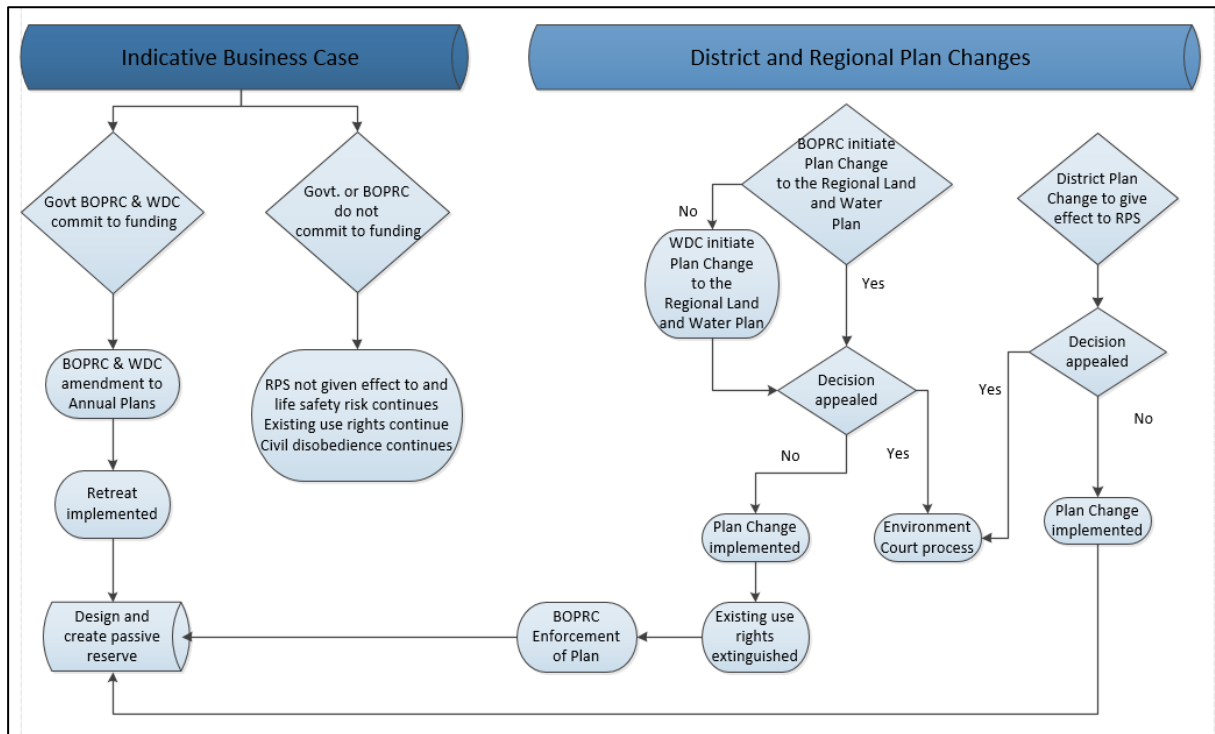 Indicative Business Case
District and Regional Plan Changes
Govt BOPRC & WDC
commit to funding
Govt. or BOPRC
do not
commit to funding
BOPRC initiate
Plan Change
to the Regional Land
and Water
Plan
District Plan
Change to give
effect to RPS
No
WDC initiate
Plan Change
to the
Regional Land
and Water Plan
Yes
BOPRC & WDC
amendment to
Annual Plans
RPS not given effect to and
life safety risk continues
Existing use rights continue
Civil disobedience continues
Decision
appealed
Decision
appealed
Yes
No
No
Yes
Retreat
implemented
Plan Change
implemented
Environment
Court process
Plan Change
implemented
Design and
create passive
reserve
BOPRC
Enforcement
of Plan
Existing use
rights
extinguished